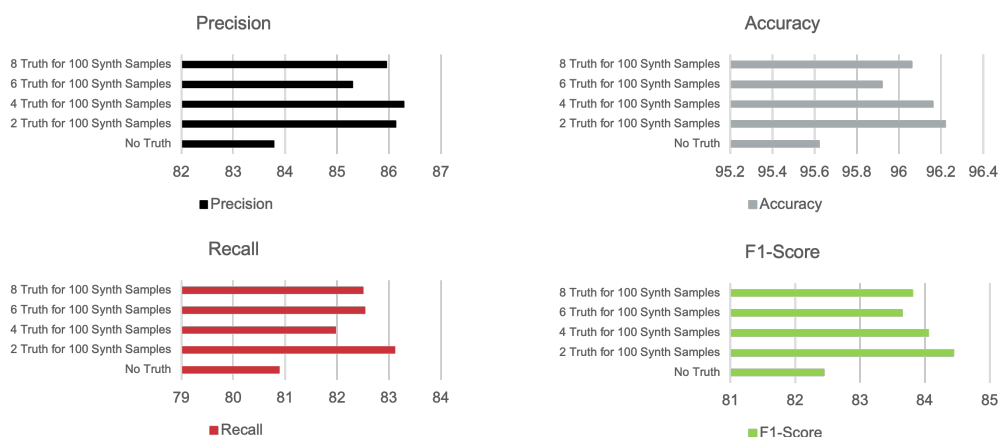 Precision
8 Truth for 100 Synth Samples
6 Truth for 100 Synth Samples
4 Truth for 100 Synth Samples
2 Truth for 100 Synth Samples
No Truth
82 83 84 85 86 87
Precision
Accuracy
8 Truth for 100 Synth Samples
6 Truth for 100 Synth Samples
4 Truth for 100 Synth Samples
2 Truth for 100 Synth Samples
No Truth
95.2 95.4 95.6 95.8 96 96.2 96.4
Accuracy
Recall
8 Truth for 100 Synth Samples
6 Truth for 100 Synth Samples
4 Truth for 100 Synth Samples
2 Truth for 100 Synth Samples
No Truth
79 80 81 82 83 84
Recall
F1-Score
8 Truth for 100 Synth Samples
6 Truth for 100 Synth Samples
4 Truth for 100 Synth Samples
2 Truth for 100 Synth Samples
No Truth
81 82 83 84 85
F1-Score